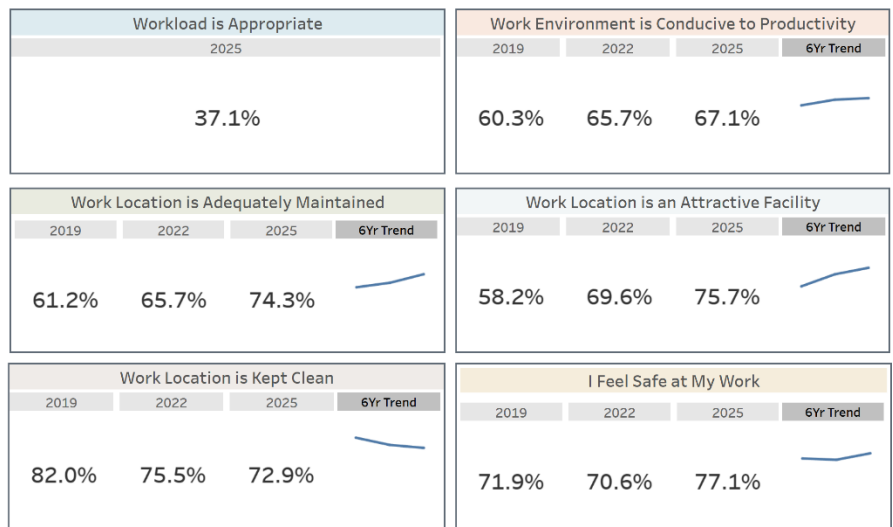 Workload is Appropriate
2025
37.1%
Work Environment is Conducive to Productivity
2019 2022 2025 6Yr Trend
60.3% 65.7% 67.1%
Work Location is Adequately Maintained
2019 2022 2025 6Yr Trend
61.2% 65.7% 74.3%
Work Location is an Attractive Facility
2019 2022 2025 6Yr Trend
58.2% 69.6% 75.7%
Work Location is Kept Clean
2019 2022 2025 6Yr Trend
82.0% 75.5% 72.9%
I Feel Safe at My Work
2019 2022 2025 6Yr Trend
71.9% 70.6% 77.1%